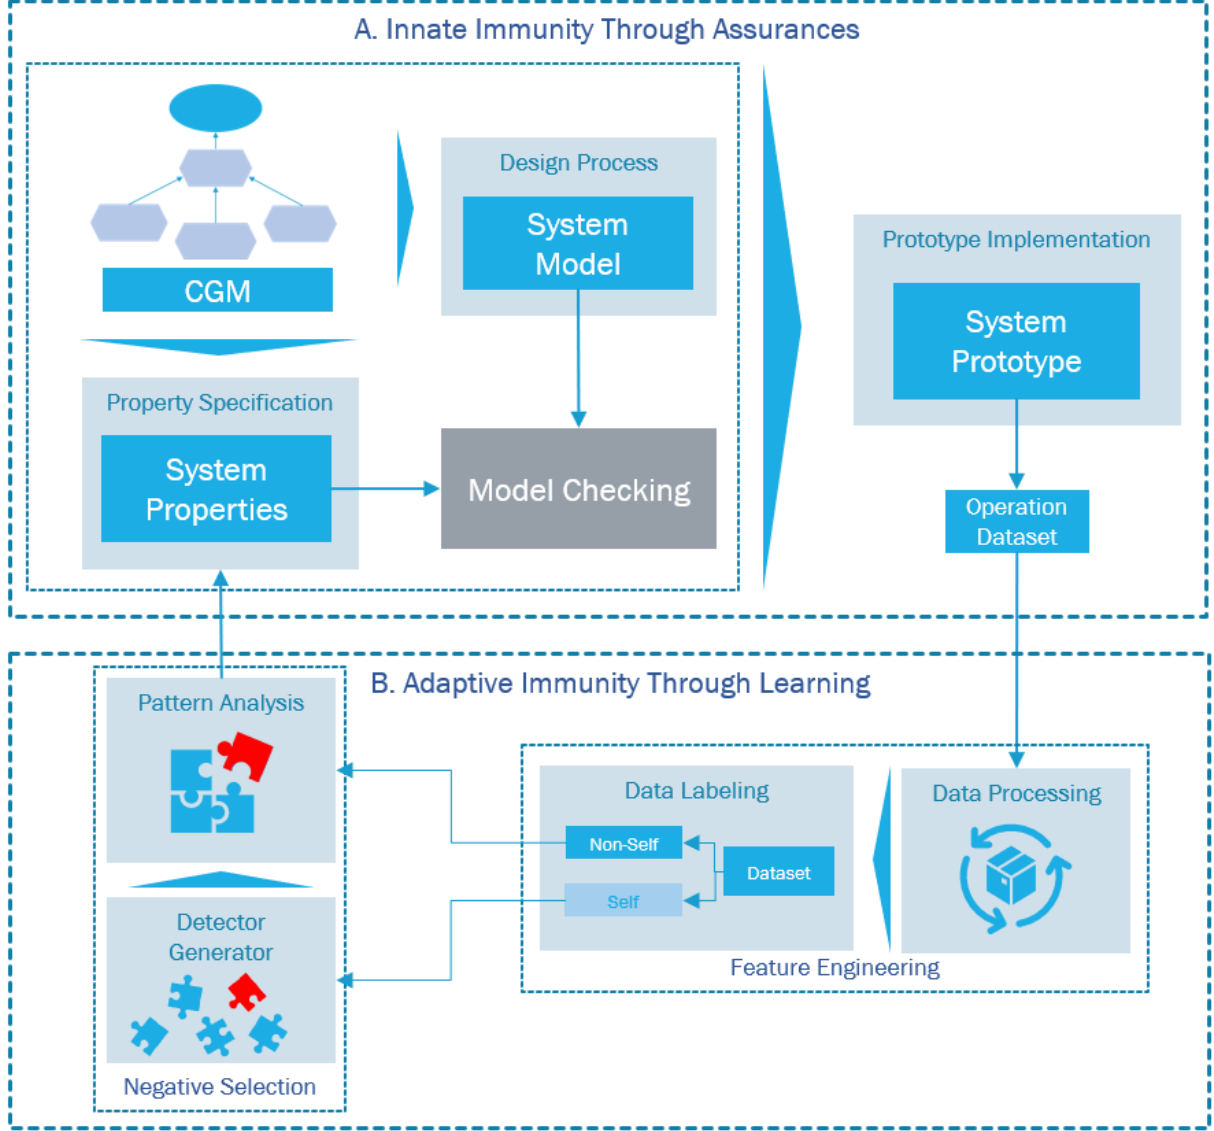 A. Innate Immunity Through Assurances
CGM
Design Process
System
Model
Property Specification
System
Properties
Model Checking
Prototype Implementation
System
Prototype
Operation
Dataset
B. Adaptive Immunity Through Learning
Pattern Analysis
Detector
Generator
Negative Selection
Data Labeling
Non-Self
Self
Dataset
Data Processing
Feature Engineering